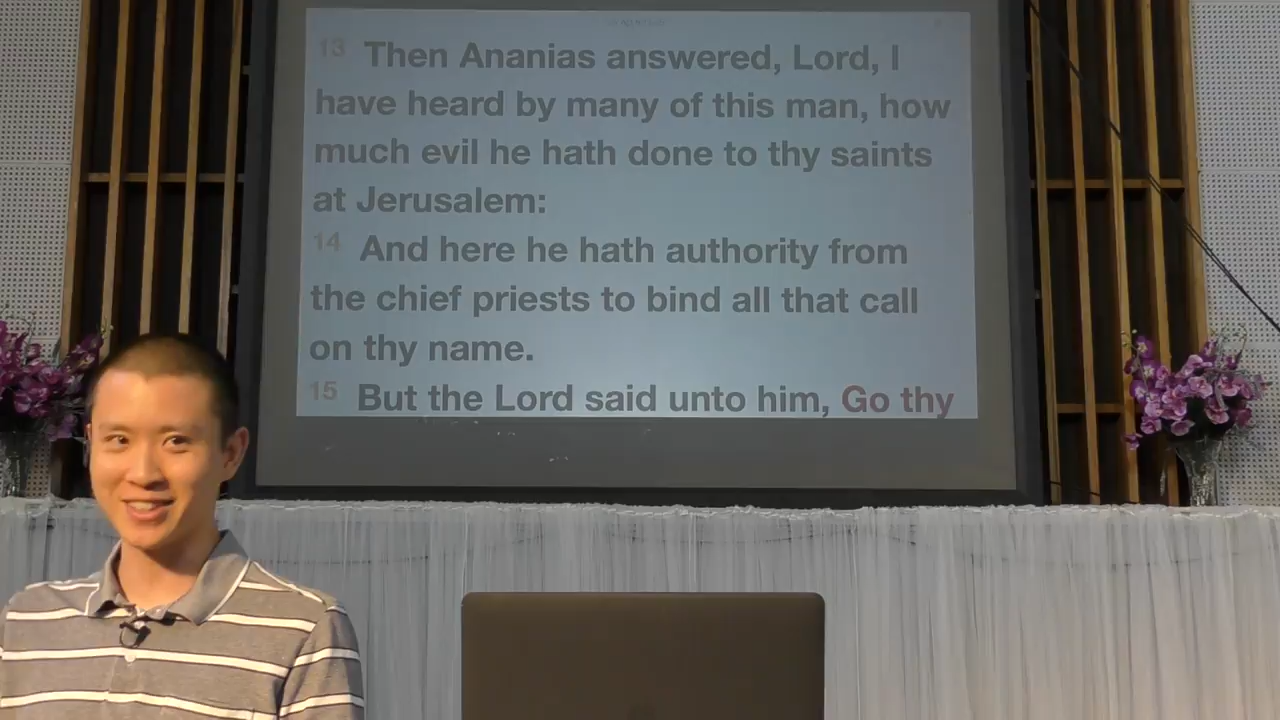 13 Then Ananias answered, Lord, I
have heard by many of this man, how
much evil he hath done to thy saints
at Jerusalem:
14 And here he hath authority from
the chief priests to bind all that call
on thy name.
15 But the Lord said unto him, Go thy